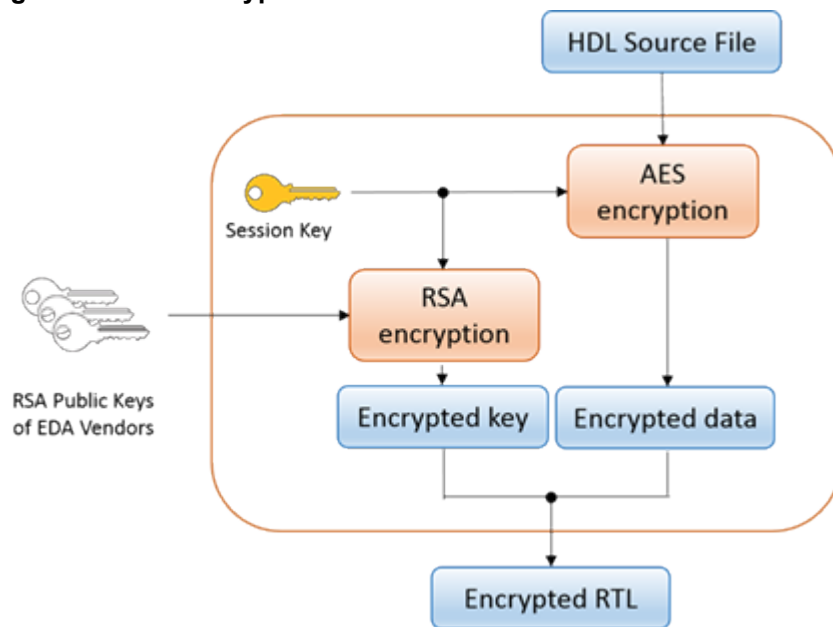 HDL Source File
AES
encryption
Session Key
RSA
encryption
RSA Public Keys
of EDA Vendors
Encrypted key
Encrypted data
Encrypted RTL